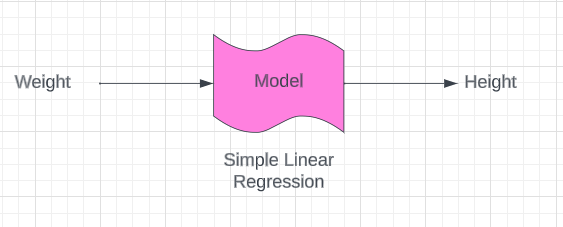 Weight
Model
Height
Simple Linear
Regression